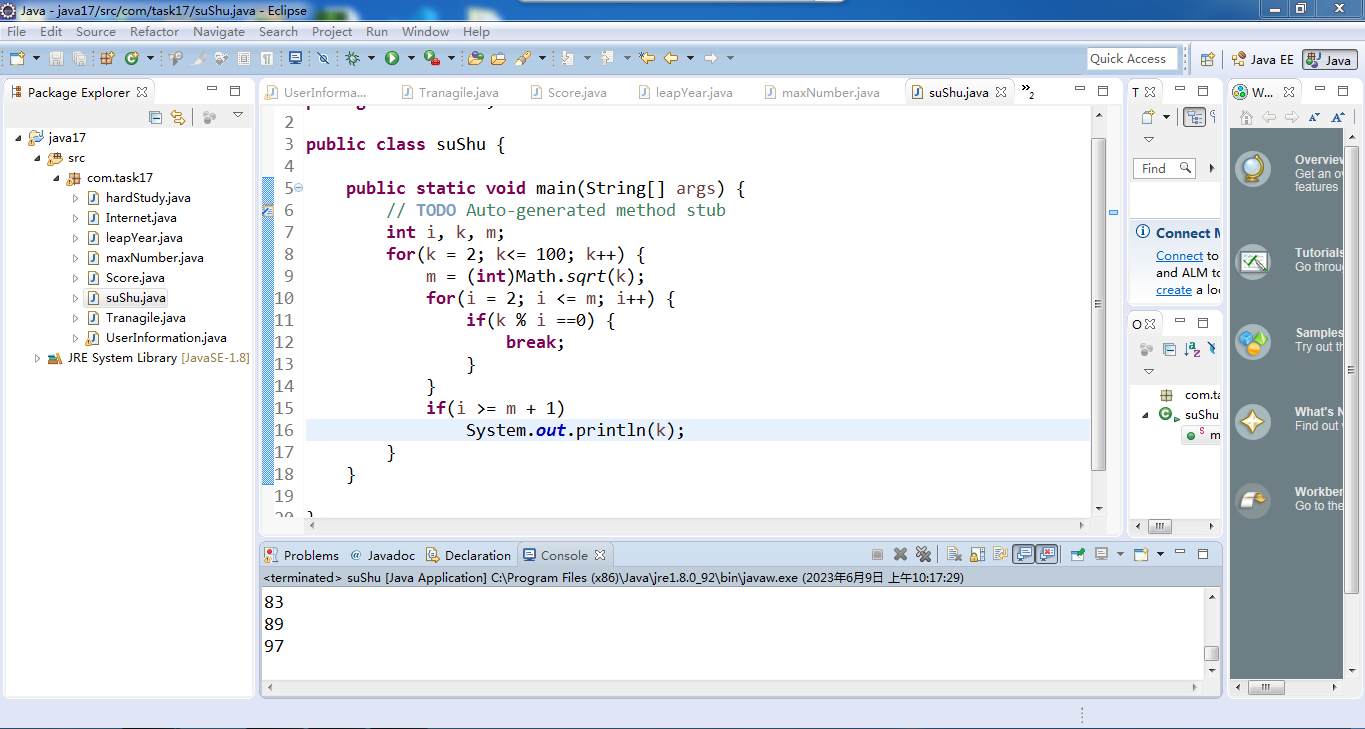 Java - java17/src/com/task17/suShu.java - Eclipse
File Edit Source Refactor Navigate Search Project Run Window Help
Quick Access
Java EE
Java
Package Explorer
java17
src
com.task17
hardStudy.java
Internet.java
leapYear.java
maxNumber.java
Score.java
suShu.java
Tranagile.java
UserInformation.java
JRE System Library [JavaSE-1.8]
UserInforma... Tranagile.java Score.java leapYear.java maxNumber.java suShu.java »2
2
3 public class suShu {
4
5 public static void main(String[] args) {
6 // TODO Auto-generated method stub
7 int i, k, m;
8 for(k = 2; k<= 100; k++) {
9 m = (int)Math.sqrt(k);
10 for(i = 2; i <= m; i++) {
11 if(k % i ==0) {
12 break;
13 }
14 }
15 if(i >= m + 1)
16 System.out.println(k);
17 }
18 }
19
20 }
Problems @ Javadoc Declaration Console
<terminated> suShu [Java Application] C:\Program Files (x86)\Java\jre1.8.0_92\bin\javaw.exe (2023年6月9日 上午10:17:29)
83
89
97
T
Find
Connect M
Connect to
and ALM to
create a loc
O
com.ta
suShu
S m
W...
Overview
Get an ov
features
Tutorials
Go throu
Samples
Try out th
What's N
Find out
Workben
Go to the